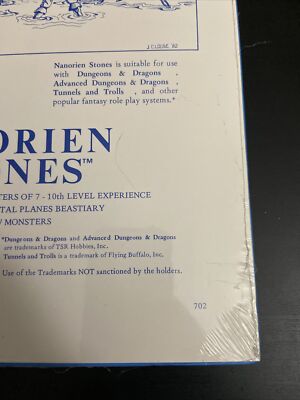 J CLOUSE '82
Nanorien Stones is suitable for use
with Dungeons & Dragons ,
Advanced Dungeons & Dragons ,
Tunnels and Trolls , and other
popular fantasy role play systems.*
ORIEN
NES™
TERS OF 7 - 10th LEVEL EXPERIENCE
TAL PLANES BEASTIARY
MONSTERS
*Dungeons & Dragons and Advanced Dungeons & Dragons
are trademarks of TSR Hobbies, Inc.
Tunnels and Trolls is a trademark of Flying Buffalo, Inc.
Use of the Trademarks NOT sanctioned by the holders.
702